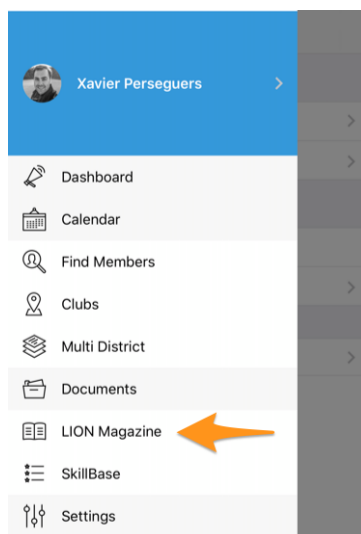 Xavier Perseguers
Dashboard
Calendar
Find Members
Clubs
Multi District
Documents
LION Magazine
SkillBase
Settings